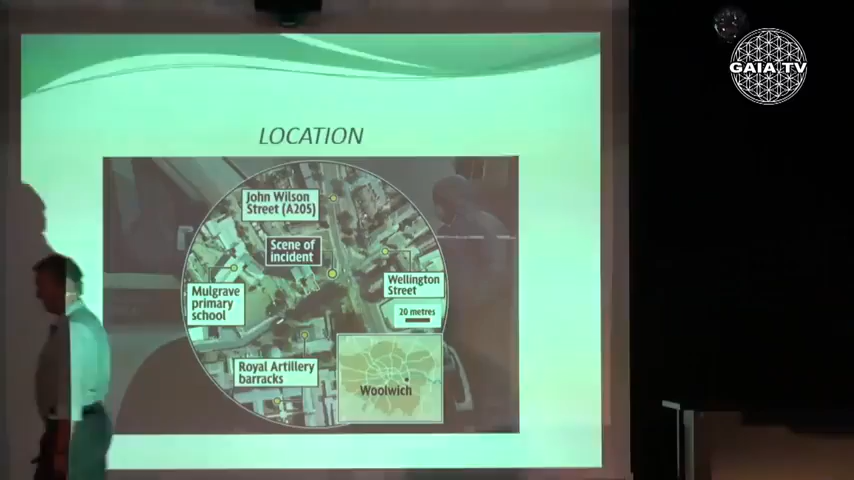 GAIA TV
LOCATION
John Wilson
Street (A205)
Scene of
incident
Wellington
Street
Mulgrave
primary
school
20 metres
Royal Artillery
barracks
Woolwich